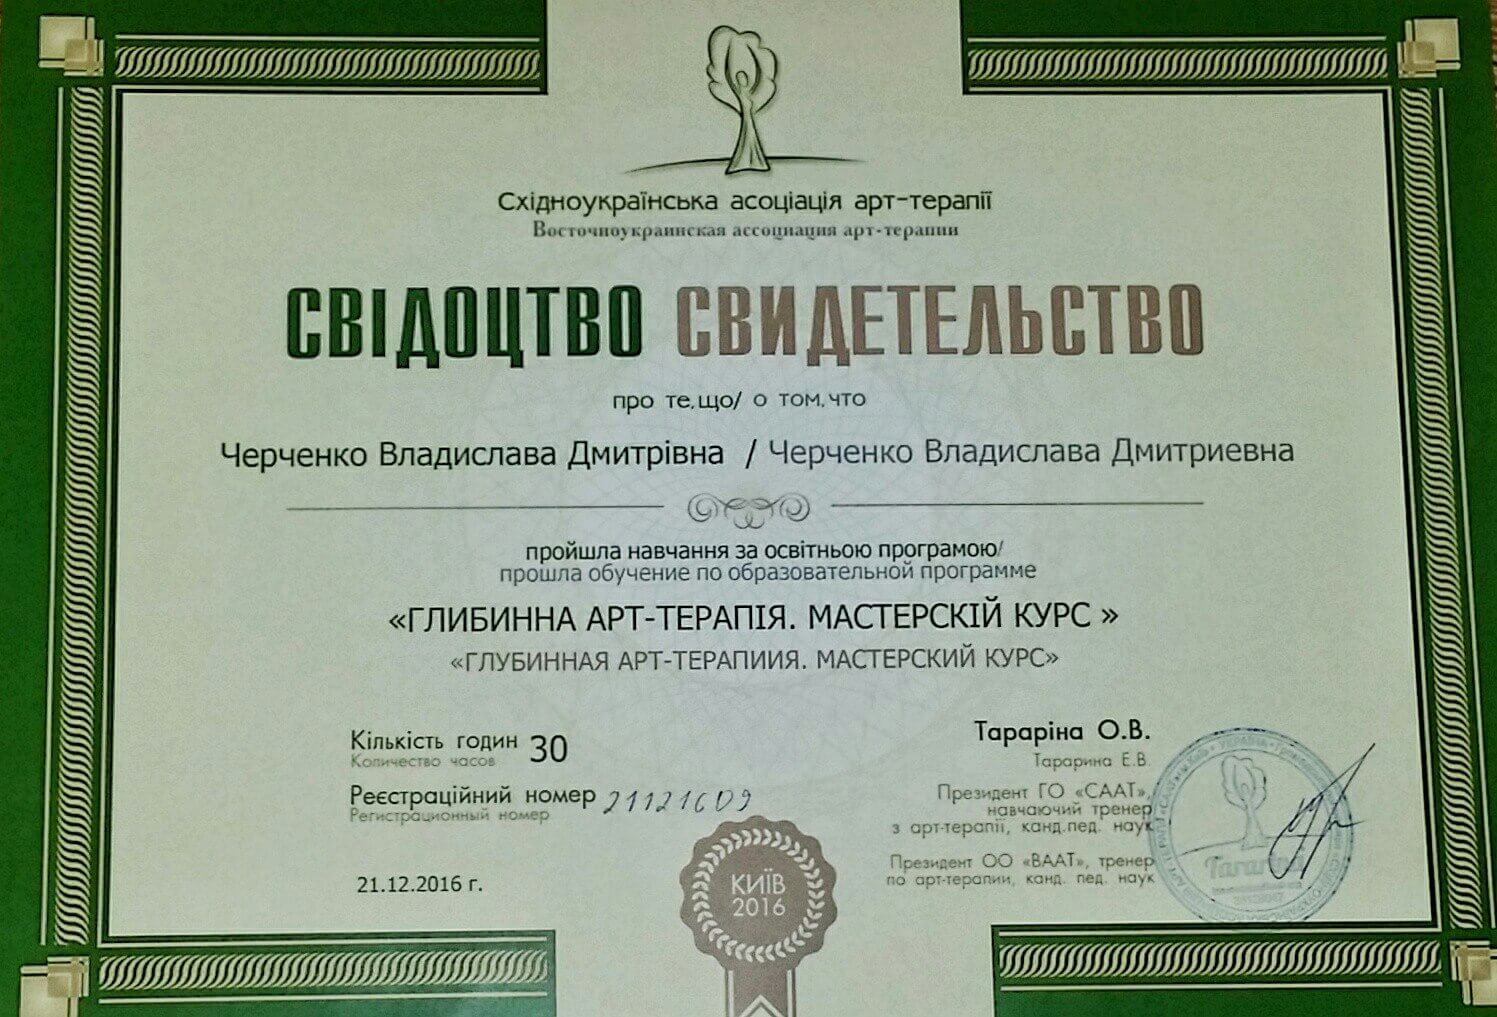 Східноукраїнська асоціація арт-терапії
Восточноукраинская ассоциация арт-терапии
СВІДОЦТВО СВИДЕТЕЛЬСТВО
про те,що/ о том,что
Черченко Владислава Дмитрівна / Черченко Владислава Дмитриевна
пройшла навчання за освітньою програмою/
прошла обучение по образовательной программе
«ГЛИБИННА АРТ-ТЕРАПІЯ. МАСТЕРСКІЙ КУРС »
«ГЛУБИННАЯ АРТ-ТЕРАПИИЯ. МАСТЕРСКИЙ КУРС»
Кількість годин 30
Количество часов
Реєстраційний номер 21121609
Регистрационный номер
21.12.2016 г.
КИЇВ
2016
Тараріна О.В.
Тарарина Е.В.
Президент ГО «СААТ»,
навчаючий тренер
з арт-терапії, канд.пед. наук
Президент ОО «ВААТ», тренер
по арт-терапии, канд. пед. наук